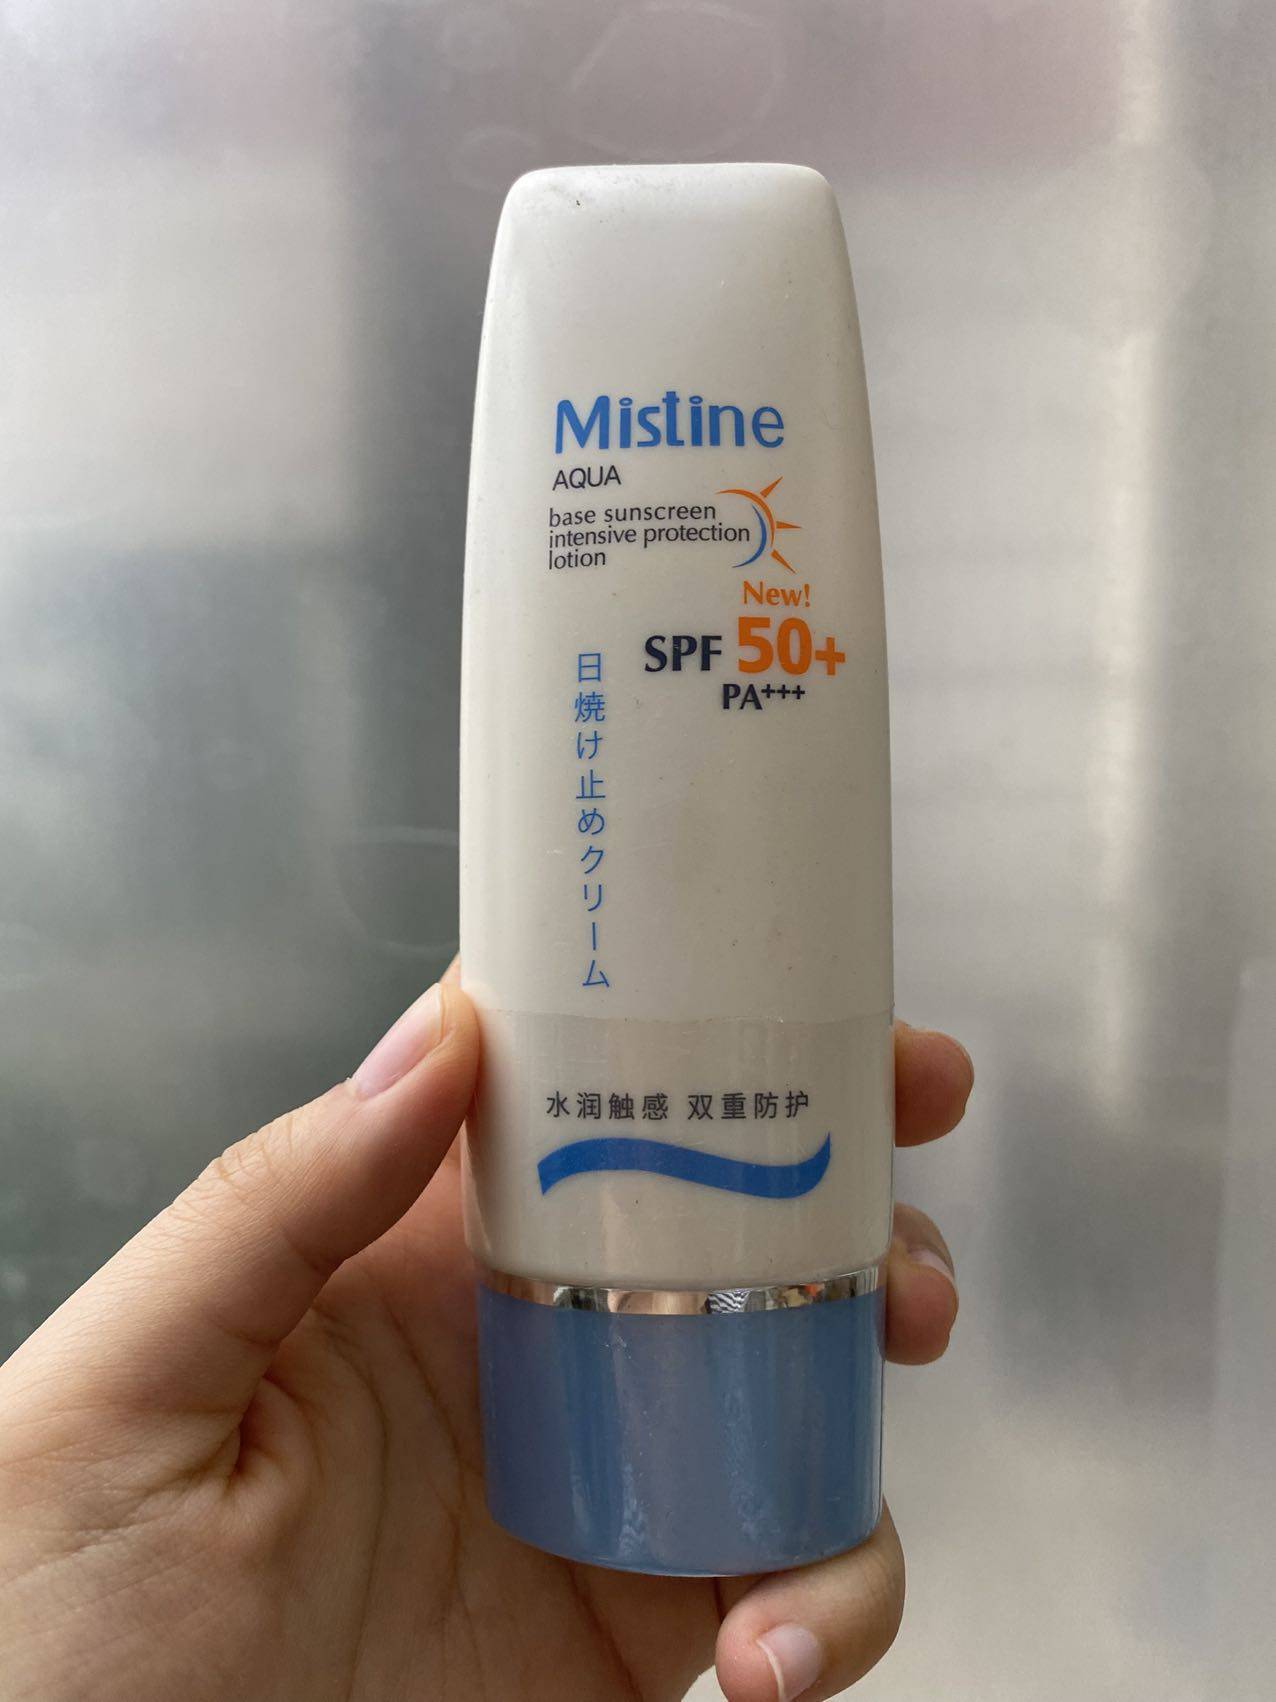 Mistine
AQUA
base sunscreen
intensive protection
lotion
New!
SPF 50+
PA+++
日焼け止めクリーム
水润触感 双重防护